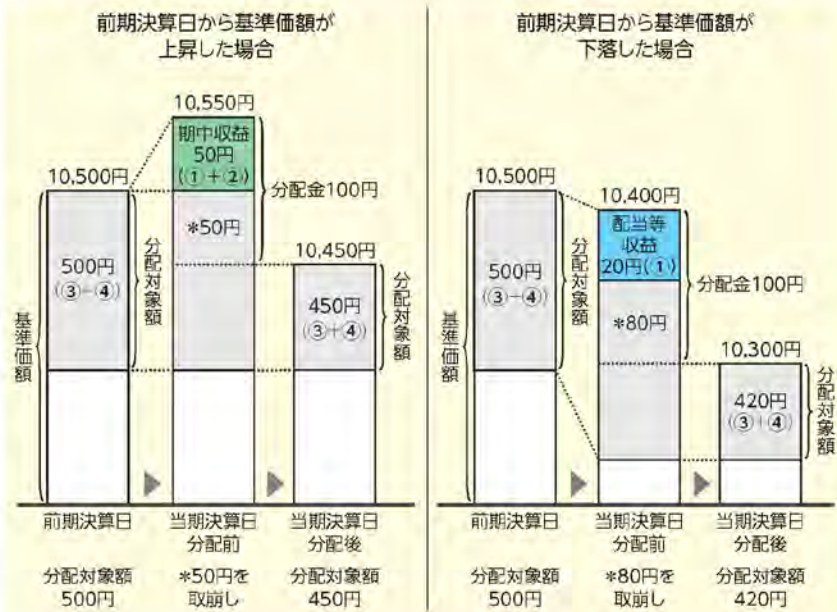 前期決算日から基準価額が
上昇した場合
10,550円
期中収益
50円
(①+②)
10,500円
分配金100円
*50円
10,450円
500円
(③+④)
分配対象額
450円
(③+④)
分配対象額
基準価額
前期決算日
当期決算日
分配前
当期決算日
分配後
分配対象額
500円
*50円を
取崩し
分配対象額
450円
前期決算日から基準価額が
下落した場合
10,500円
10,400円
配当等
収益
20円(①)
分配金100円
500円
(③+④)
分配対象額
*80円
10,300円
420円
(③+④)
分配対象額
基準価額
前期決算日
当期決算日
分配前
当期決算日
分配後
分配対象額
500円
*80円を
取崩し
分配対象額
420円